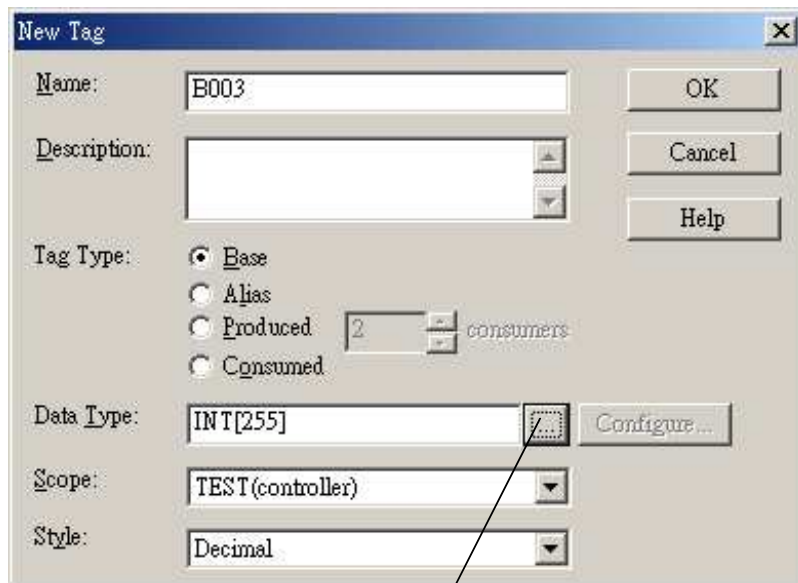 New Tag
Name: B003 OK
Description: Cancel
Help
Tag Type: Base
Alias
Produced 2 consumers
Consumed
Data Type: INT[255] ... Configure...
Scope: TEST(controller)
Style: Decimal